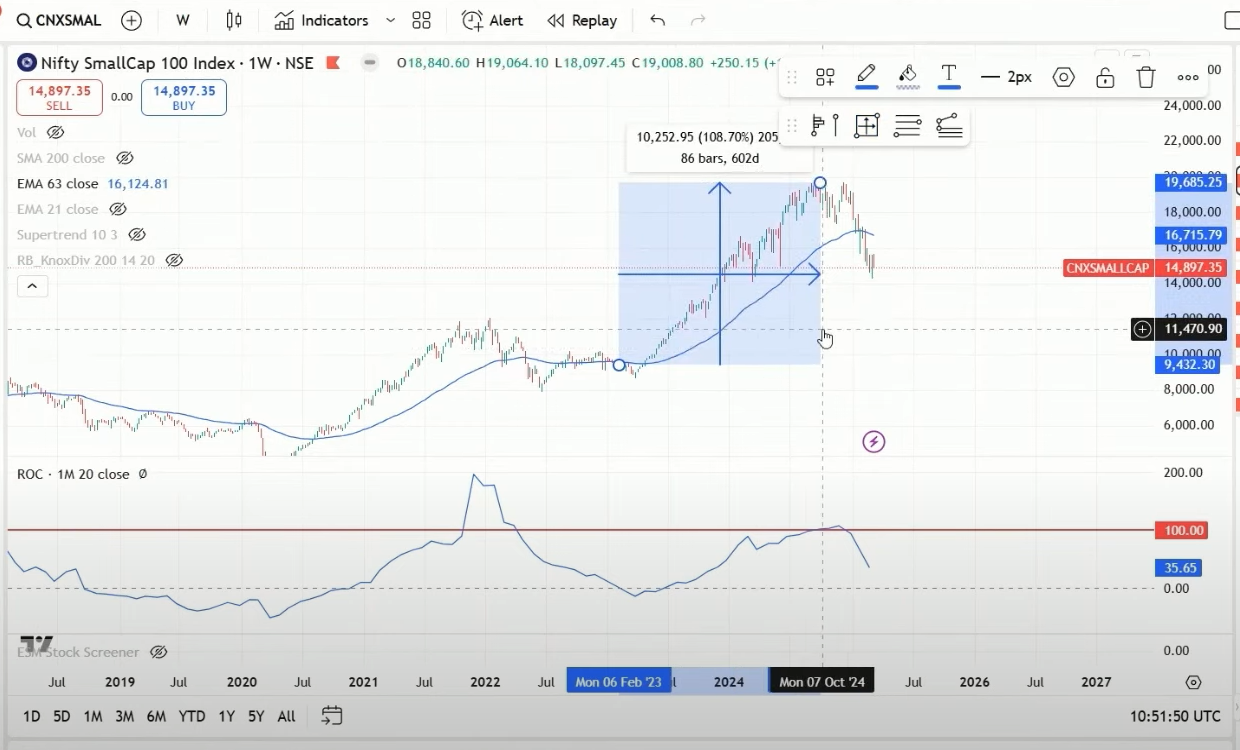 CNXSMAL W Indicators Alert Replay
Nifty SmallCap 100 Index · 1W · NSE O18,840.60 H19,064.10 L18,097.45 C19,008.80 +250.15
14,897.35 SELL 0.00 14,897.35 BUY
Vol
SMA 200 close
EMA 63 close 16,124.81
EMA 21 close
Supertrend 10 3
RB_KnoxDiv 200 14 20
T 2px
10,252.95 (108.70%) 205
86 bars, 602d
24,000.00
22,000.00
19,685.25
18,000.00
16,715.79
16,000.00
CNXSMALLCAP 14,897.35
14,000.00
11,470.90
10,000.00
9,432.30
8,000.00
6,000.00
ROC · 1M 20 close Ø
200.00
100.00
35.65
0.00
ESM Stock Screener
0.00
Jul 2019 Jul 2020 Jul 2021 Jul 2022 Jul Mon 06 Feb '23 2024 Mon 07 Oct '24 Jul 2026 Jul 2027
1D 5D 1M 3M 6M YTD 1Y 5Y All 10:51:50 UTC